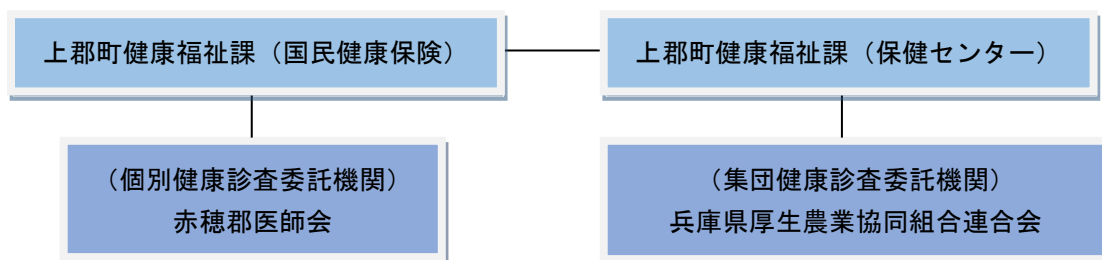 上郡町健康福祉課（国民健康保険）
上郡町健康福祉課（保健センター）
（個別健康診査委託機関）
赤穂郡医師会
（集団健康診査委託機関）
兵庫県厚生農業協同組合連合会